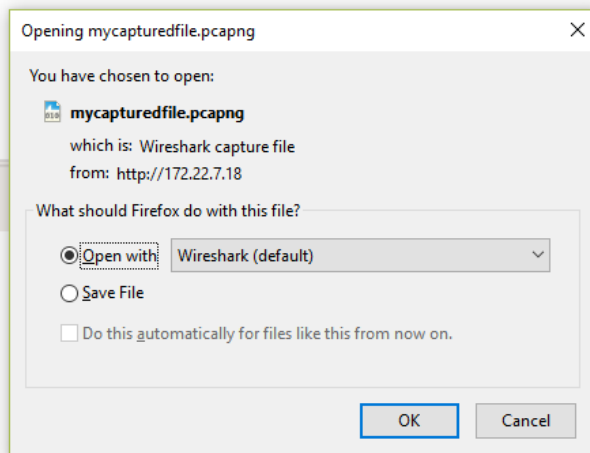 Opening mycapturedfile.pcapng
You have chosen to open:
mycapturedfile.pcapng
which is: Wireshark capture file
from: http://172.22.7.18
What should Firefox do with this file?
Open with Wireshark (default)
Save File
Do this automatically for files like this from now on.
OK Cancel